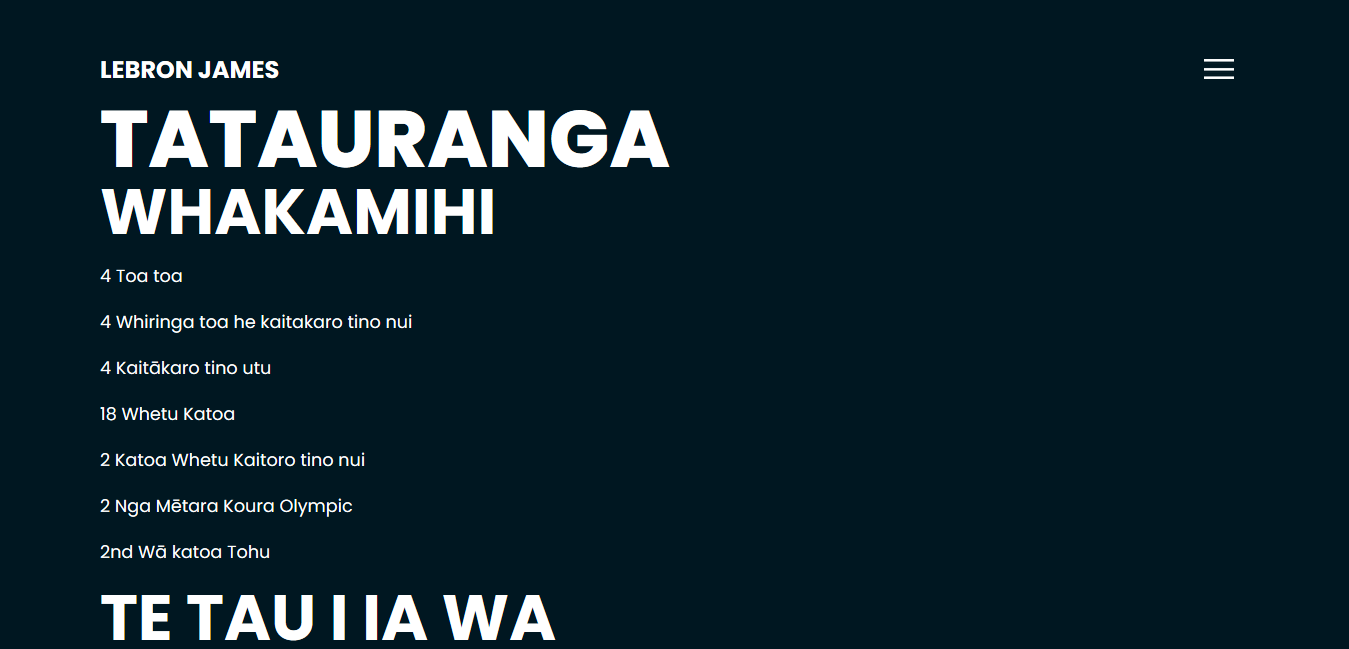 LEBRON JAMES
TATAURANGA
WHAKAMIHI
4 Toa toa
4 Whiringa toa he kaitakaro tino nui
4 Kaitākaro tino utu
18 Whetu Katoa
2 Katoa Whetu Kaitoro tino nui
2 Nga Mētara Koura Olympic
2nd Wā katoa Tohu
TE TAU I IA WA